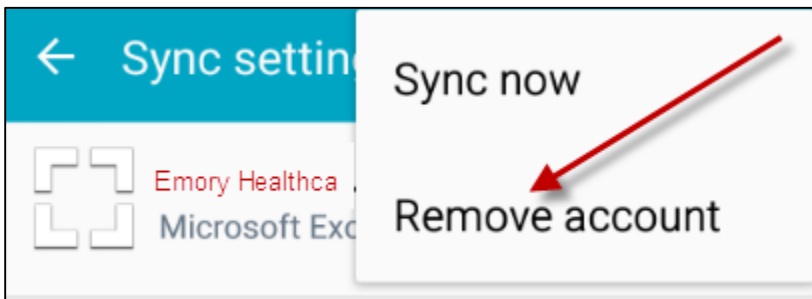 Sync settin
Sync now
Emory Healthca
Microsoft Exc
Remove account